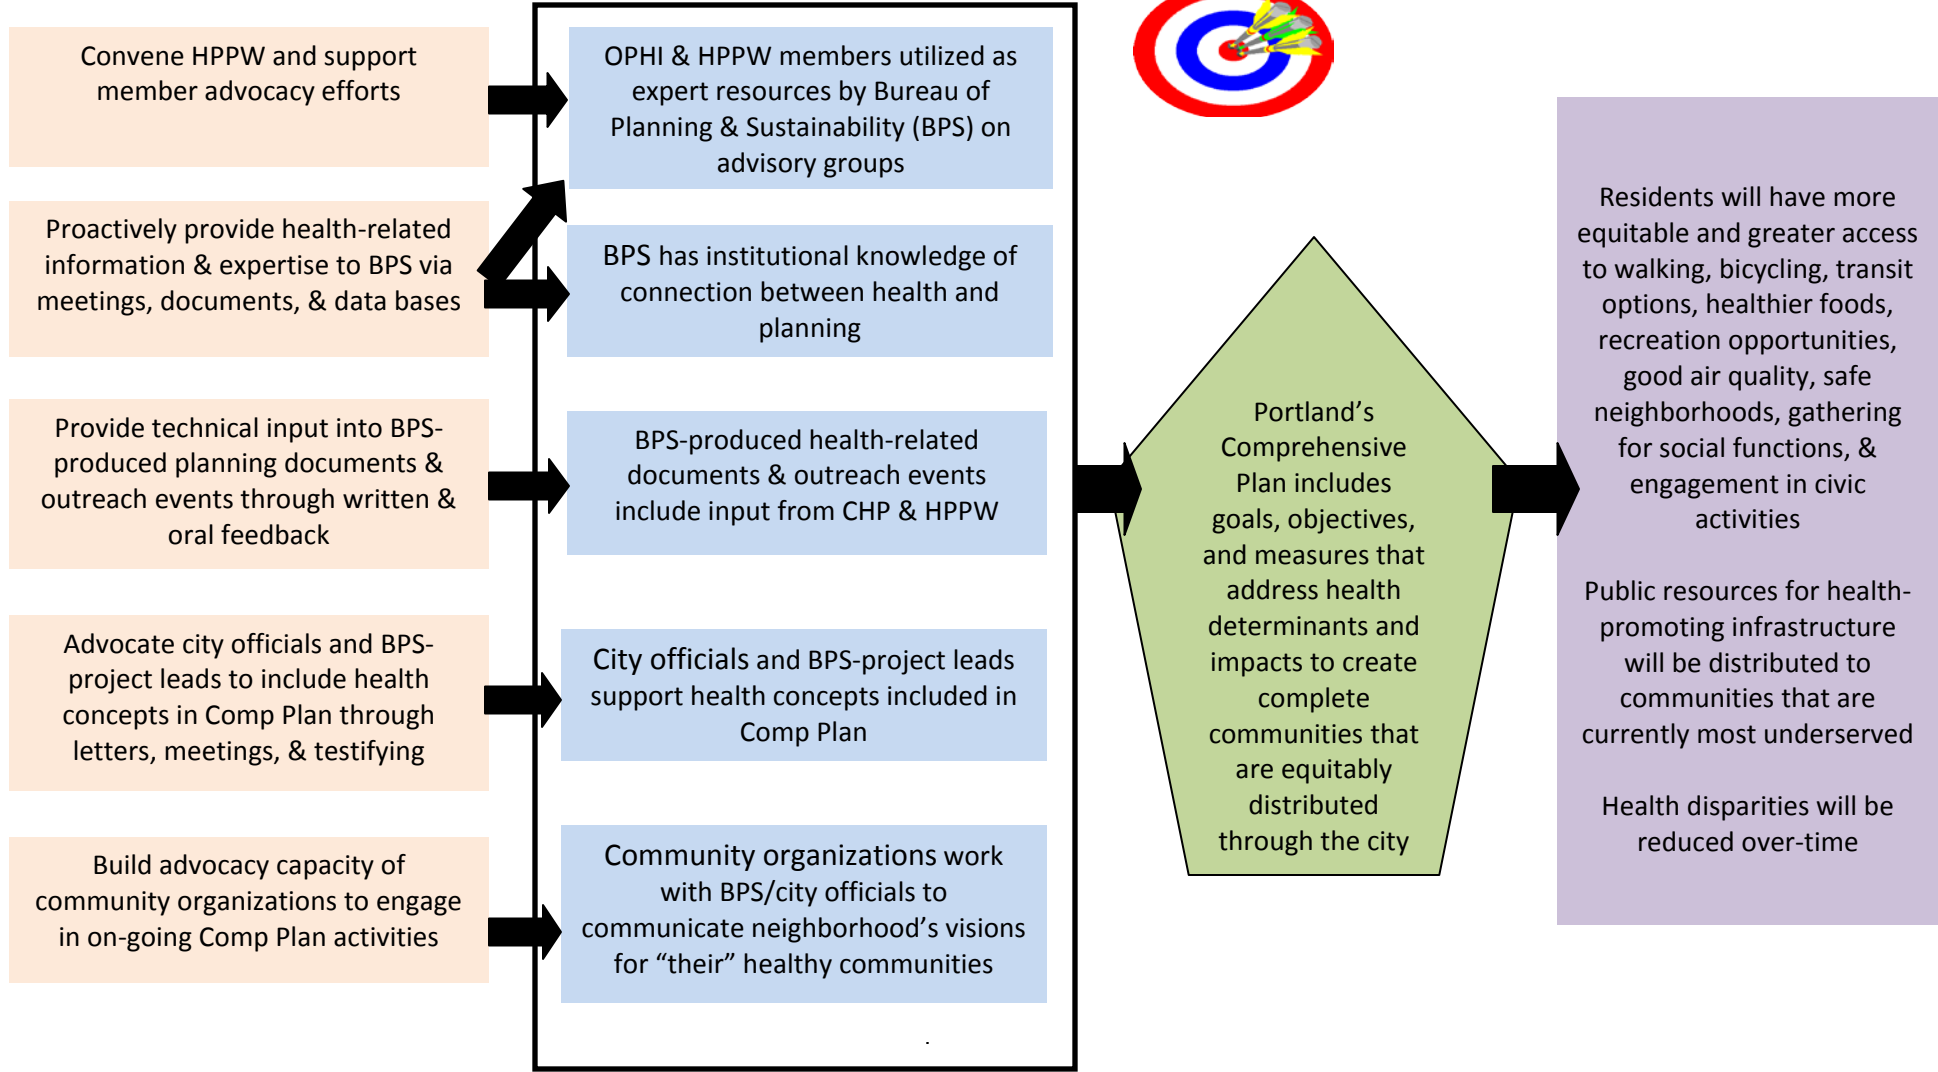 Convene HPPW and support
member advocacy efforts
Proactively provide health-related
information & expertise to BPS via
meetings, documents, & data bases
Provide technical input into BPS-
produced planning documents &
outreach events through written &
oral feedback
Advocate city officials and BPS-
project leads to include health
concepts in Comp Plan through
letters, meetings, & testifying
Build advocacy capacity of
community organizations to engage
in on-going Comp Plan activities
OPHI & HPPW members utilized as
expert resources by Bureau of
Planning & Sustainability (BPS) on
advisory groups
BPS has institutional knowledge of
connection between health and
planning
BPS-produced health-related
documents & outreach events
include input from CHP & HPPW
City officials and BPS-project leads
support health concepts included in
Comp Plan
Community organizations work
with BPS/city officials to
communicate neighborhood’s visions
for “their” healthy communities
.
Portland’s
Comprehensive
Plan includes
goals, objectives,
and measures that
address health
determinants and
impacts to create
complete
communities that
are equitably
distributed
through the city
Residents will have more
equitable and greater access
to walking, bicycling, transit
options, healthier foods,
recreation opportunities,
good air quality, safe
neighborhoods, gathering
for social functions, &
engagement in civic
activities
Public resources for health-
promoting infrastructure
will be distributed to
communities that are
currently most underserved
Health disparities will be
reduced over-time